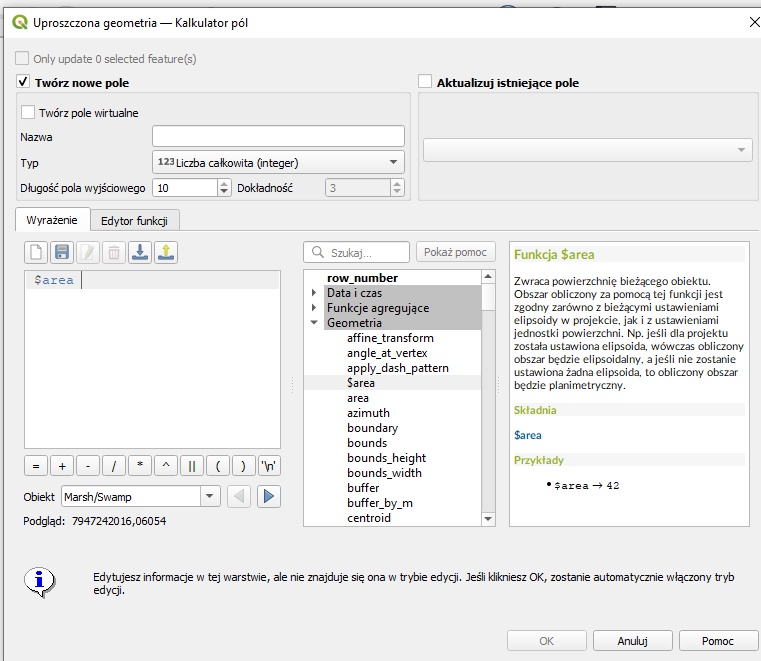 Uproszczona geometria — Kalkulator pól
Only update 0 selected feature(s)
Twórz nowe pole
Aktualizuj istniejące pole
Twórz pole wirtualne
Nazwa
Typ
123 Liczba całkowita (integer)
Długość pola wyjściowego 10 Dokładność 3
Wyrażenie
Edytor funkcji
Szukaj...
Pokaż pomoc
$area
= + - / * ^ || ( ) '\n'
Obiekt Marsh/Swamp
Podgląd: 7947242016,06054
row_number
Data i czas
Funkcje agregujące
Geometria
affine_transform
angle_at_vertex
apply_dash_pattern
$area
area
azimuth
boundary
bounds
bounds_height
bounds_width
buffer
buffer_by_m
centroid
Funkcja $area
Zwraca powierzchnię bieżącego obiektu.
Obszar obliczony za pomocą tej funkcji jest
zgodny zarówno z bieżącymi ustawieniami
elipsoidy w projekcie, jak i z ustawieniami
jednostki powierzchni. Np. jeśli dla projektu
została ustawiona elipsoida, wówczas obliczony
obszar będzie elipsoidalny, a jeśli nie zostanie
ustawiona żadna elipsoida, to obliczony obszar
będzie planimetryczny.
Składnia
$area
Przykłady
• $area → 42
Edytujesz informacje w tej warstwie, ale nie znajduje się ona w trybie edycji. Jeśli klikniesz OK, zostanie automatycznie włączony tryb
edycji.
OK
Anuluj
Pomoc